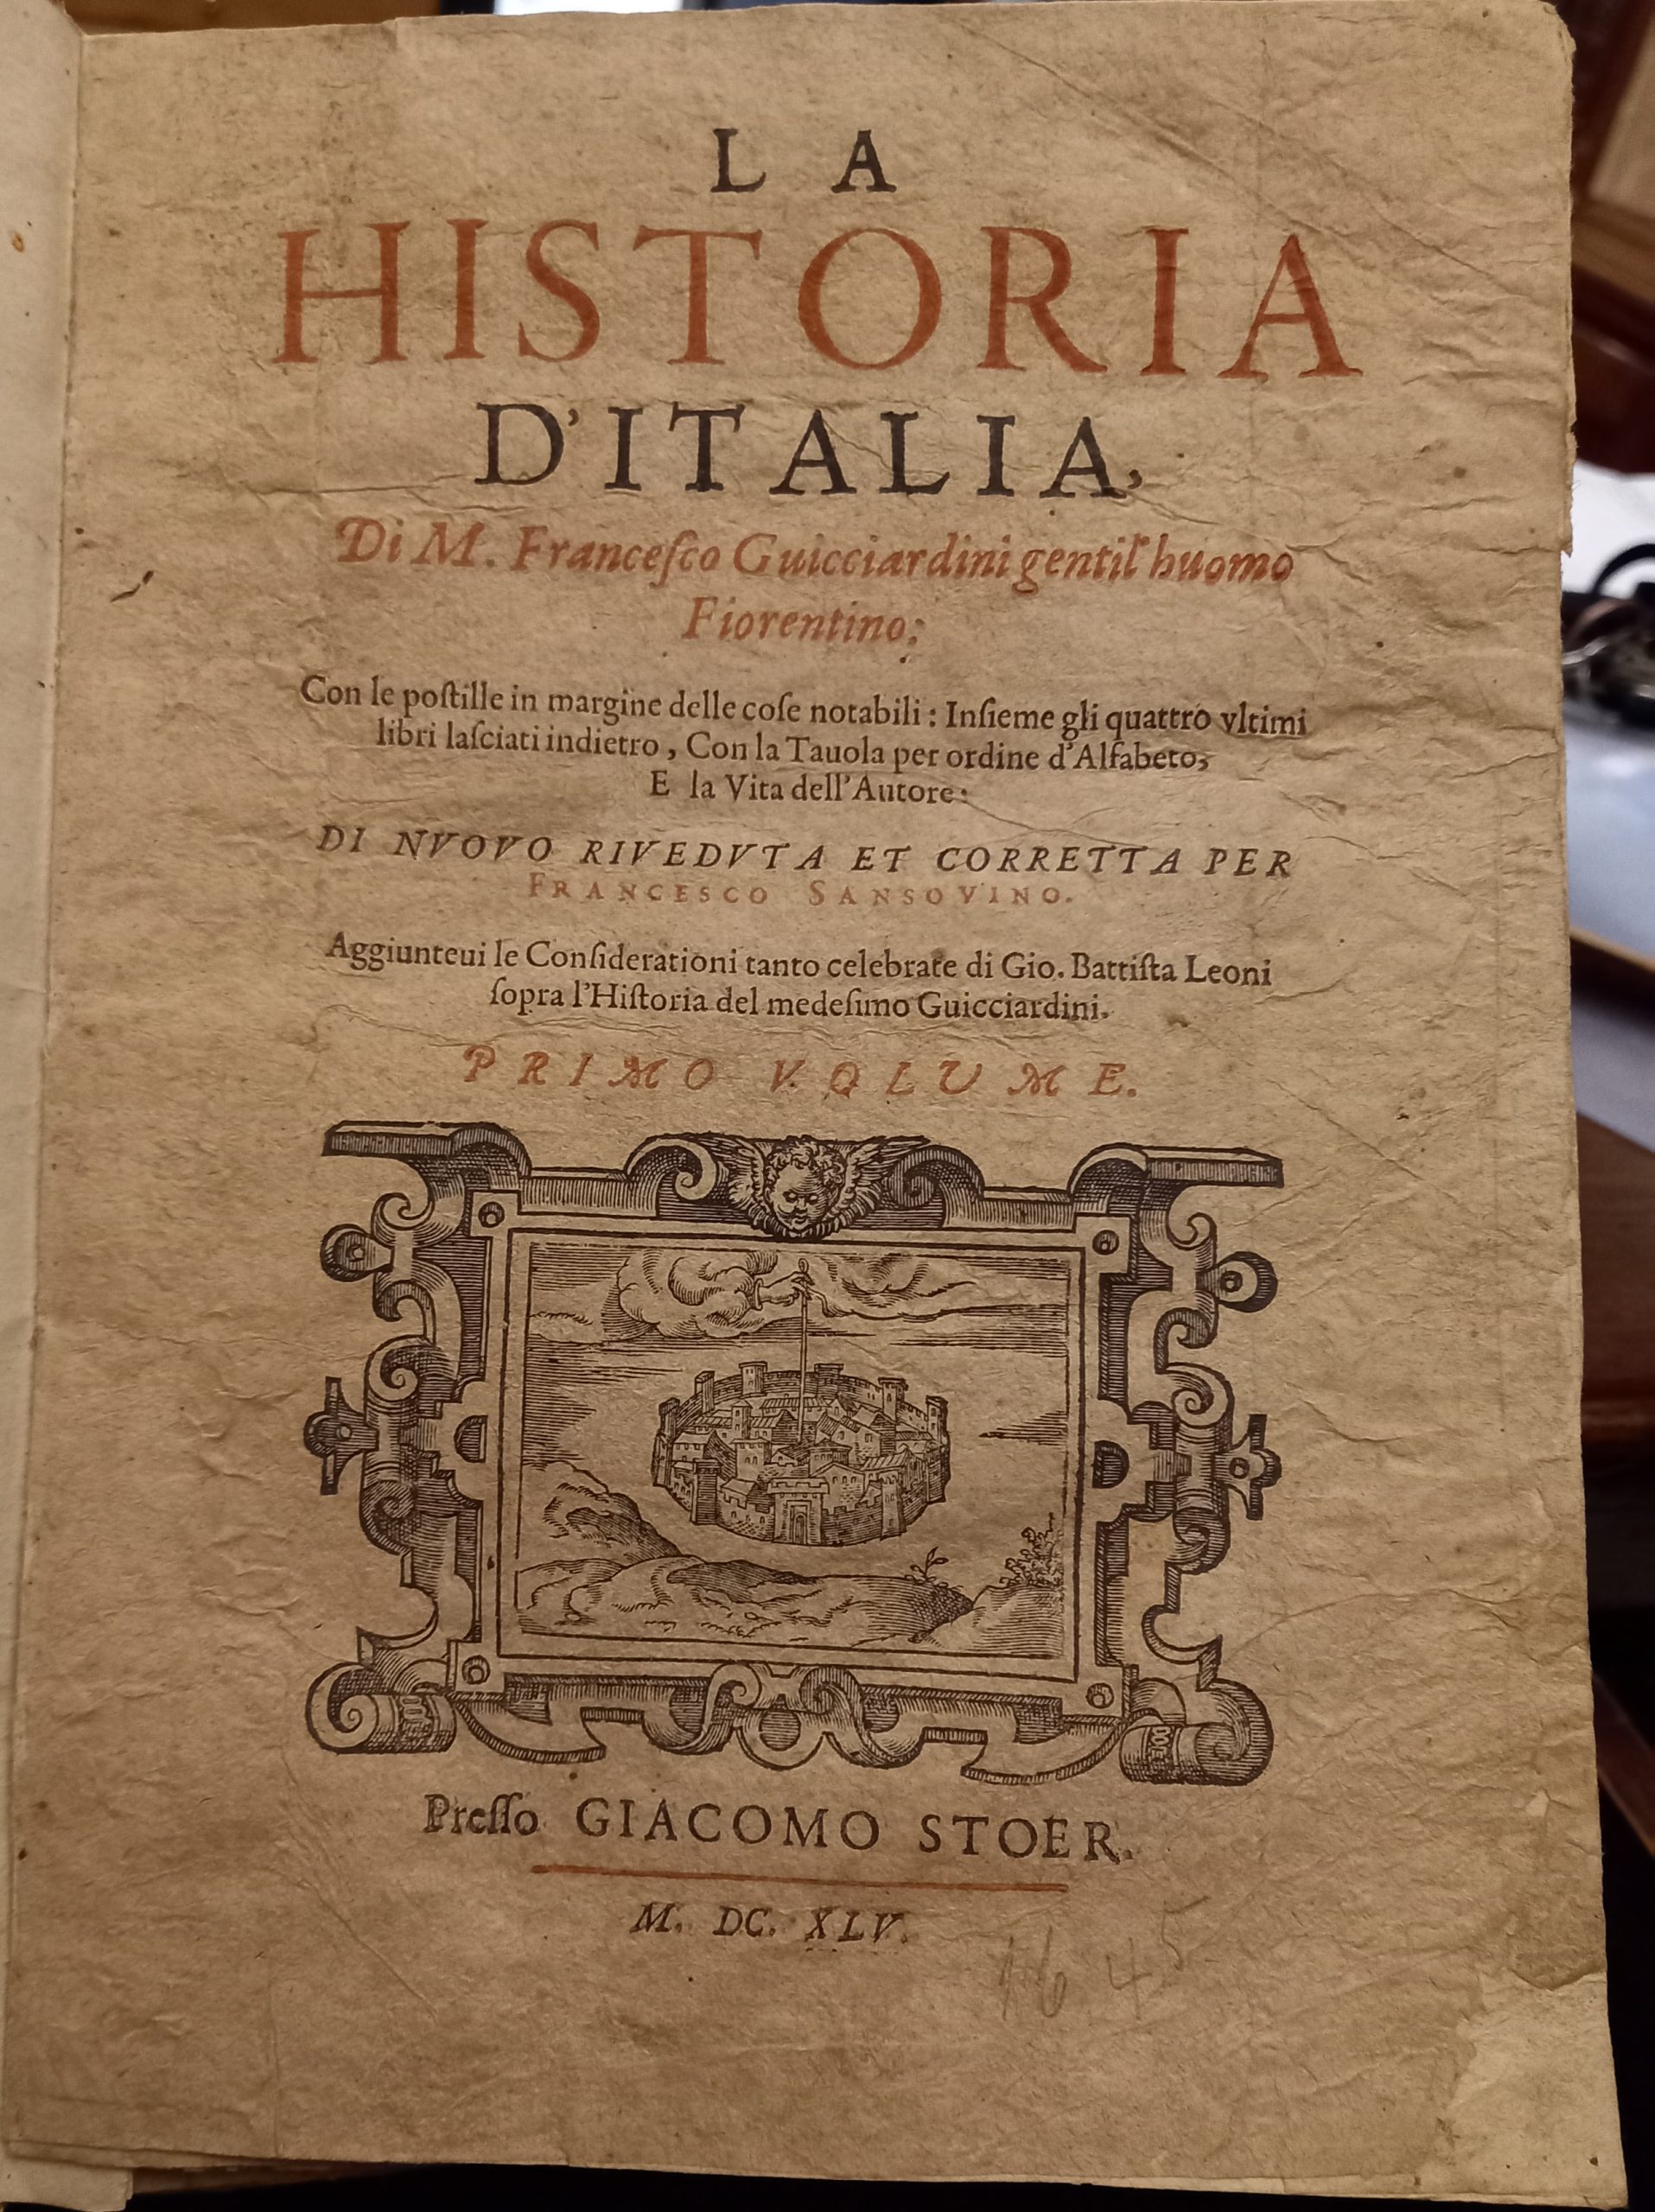 LA
HISTORIA
D'ITALIA,
Di M. Franceſco Guicciardini gentil'huomo
Fiorentino;
Con le poſtille in margine delle coſe notabili : Inſieme gli quattro vltimi
libri laſciati indietro , Con la Tauola per ordine d'Alfabeto,
E la Vita dell'Autore:
DI NVOVO RIVEDVTA ET CORRETTA PER
FRANCESCO SANSOVINO.
Aggiunteui le Conſiderationi tanto celebrate di Gio. Battiſta Leoni
ſopra l'Hiſtoria del medeſimo Guicciardini.
PRIMO VOLUME.
Preſſo GIACOMO STOER.
M. DC. XLV.
1645